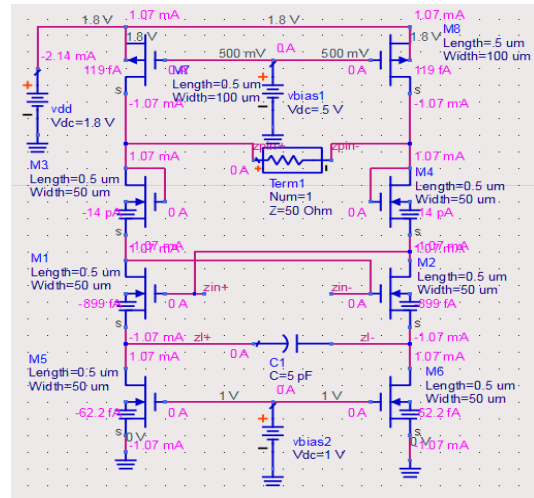 1.07 mA
1.8 V
1.07 mA
1.8 V
1.8 V
M8
-2.14 mA
500 mV
0 A
500 mV
Length=.5 um
Width=100 um
119 fA
0 A
0 A
119 fA
M7
Length=0.5 um
Width=100 um
vbias1
Vdc=.5 V
vdd
Vdc=1.8 V
s
-1.07 mA
s
-1.07 mA
zpin+
zpin-
M3
1.07 mA
0 A
1.07 mA
M4
Length=0.5 um
Width=50 um
Term1
Num=1
Z=50 Ohm
Length=0.5 um
Width=50 um
-14 pA
0 A
0 A
-14 pA
s
-1.07 mA
s
-1.07 mA
M1
1.07 mA
1.07 mA
M2
Length=0.5 um
Width=50 um
zin+
zin-
Length=0.5 um
Width=50 um
-899 fA
0 A
0 A
-899 fA
s
-1.07 mA
zl+
zl-
s
-1.07 mA
M5
1.07 mA
0 A
C1
C=5 pF
1.07 mA
M6
Length=0.5 um
Width=50 um
1 V
0 A
1 V
Length=0.5 um
Width=50 um
-62.2 fA
0 A
0 A
-62.2 fA
s
0 V
-1.07 mA
vbias2
Vdc=1 V
s
0 V
-1.07 mA